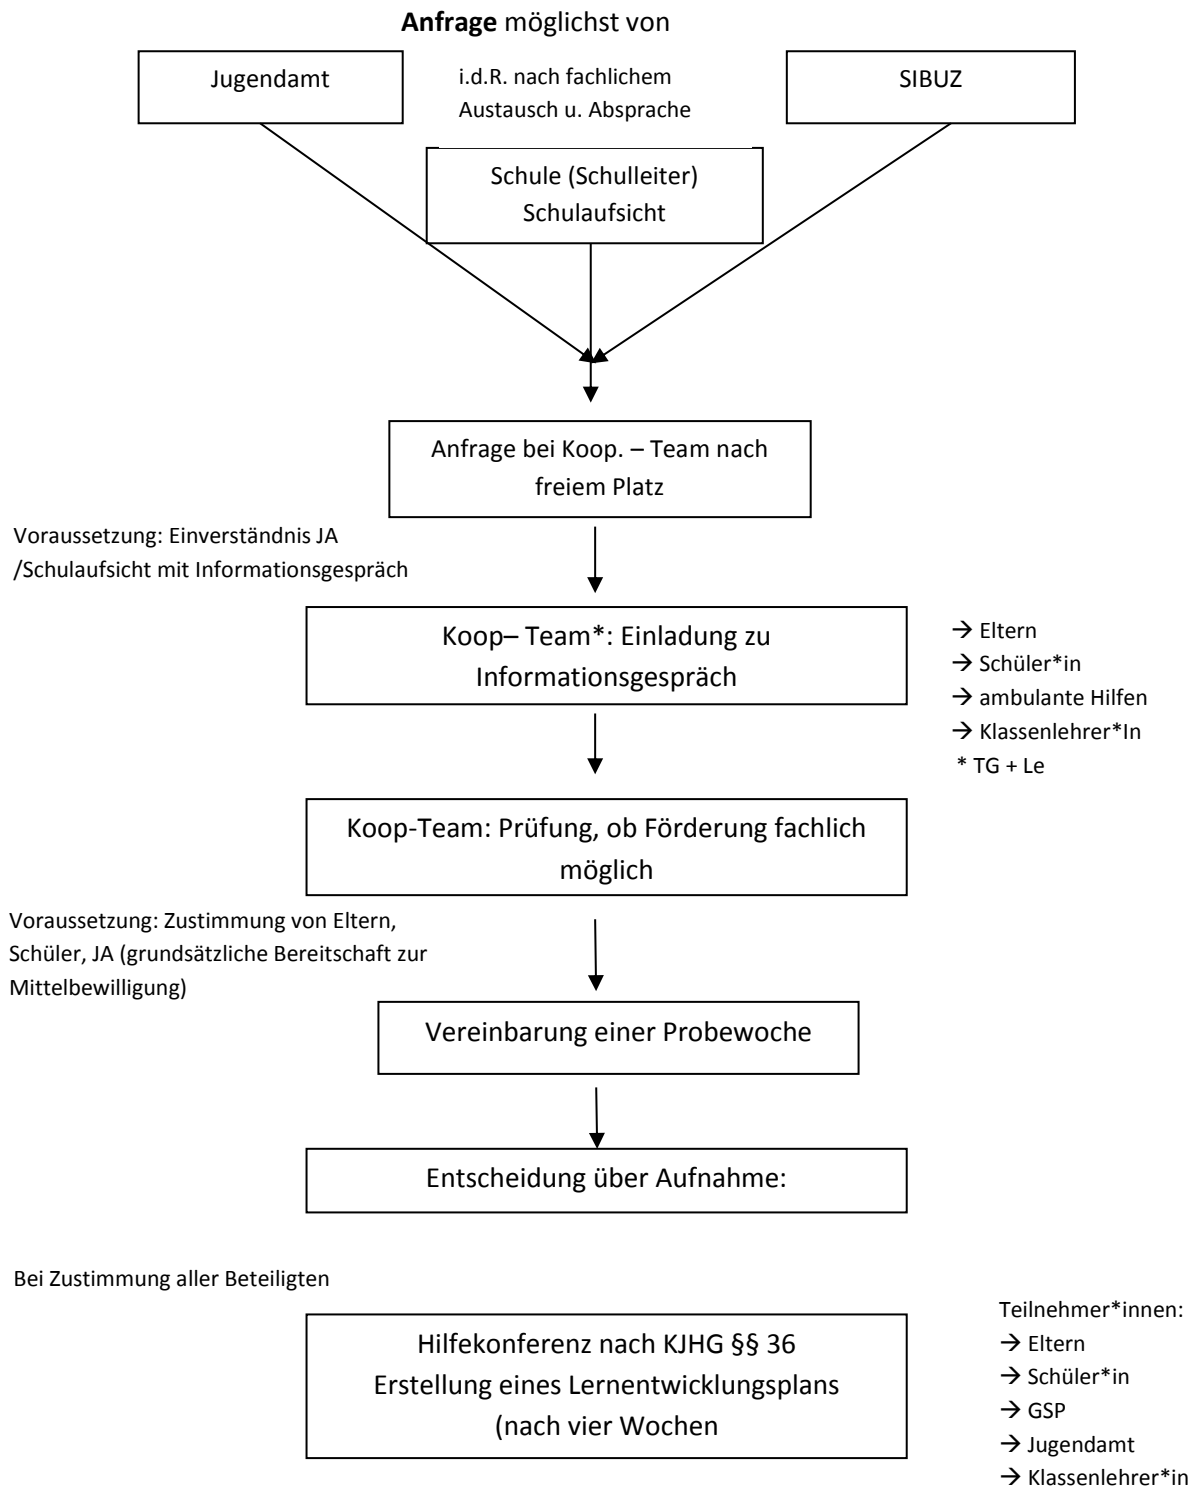 Anfrage möglichst von
Jugendamt
i.d.R. nach fachlichem
Austausch u. Absprache
SIBUZ
Schule (Schulleiter)
Schulaufsicht
Anfrage bei Koop. – Team nach
freiem Platz
Voraussetzung: Einverständnis JA
/Schulaufsicht mit Informationsgespräch
Koop– Team*: Einladung zu
Informationsgespräch
→ Eltern
→ Schüler*in
→ ambulante Hilfen
→ Klassenlehrer*In
* TG + Le
Koop-Team: Prüfung, ob Förderung fachlich
möglich
Voraussetzung: Zustimmung von Eltern,
Schüler, JA (grundsätzliche Bereitschaft zur
Mittelbewilligung)
Vereinbarung einer Probewoche
Entscheidung über Aufnahme:
Bei Zustimmung aller Beteiligten
Hilfekonferenz nach KJHG §§ 36
Erstellung eines Lernentwicklungsplans
(nach vier Wochen
Teilnehmer*innen:
→ Eltern
→ Schüler*in
→ GSP
→ Jugendamt
→ Klassenlehrer*in